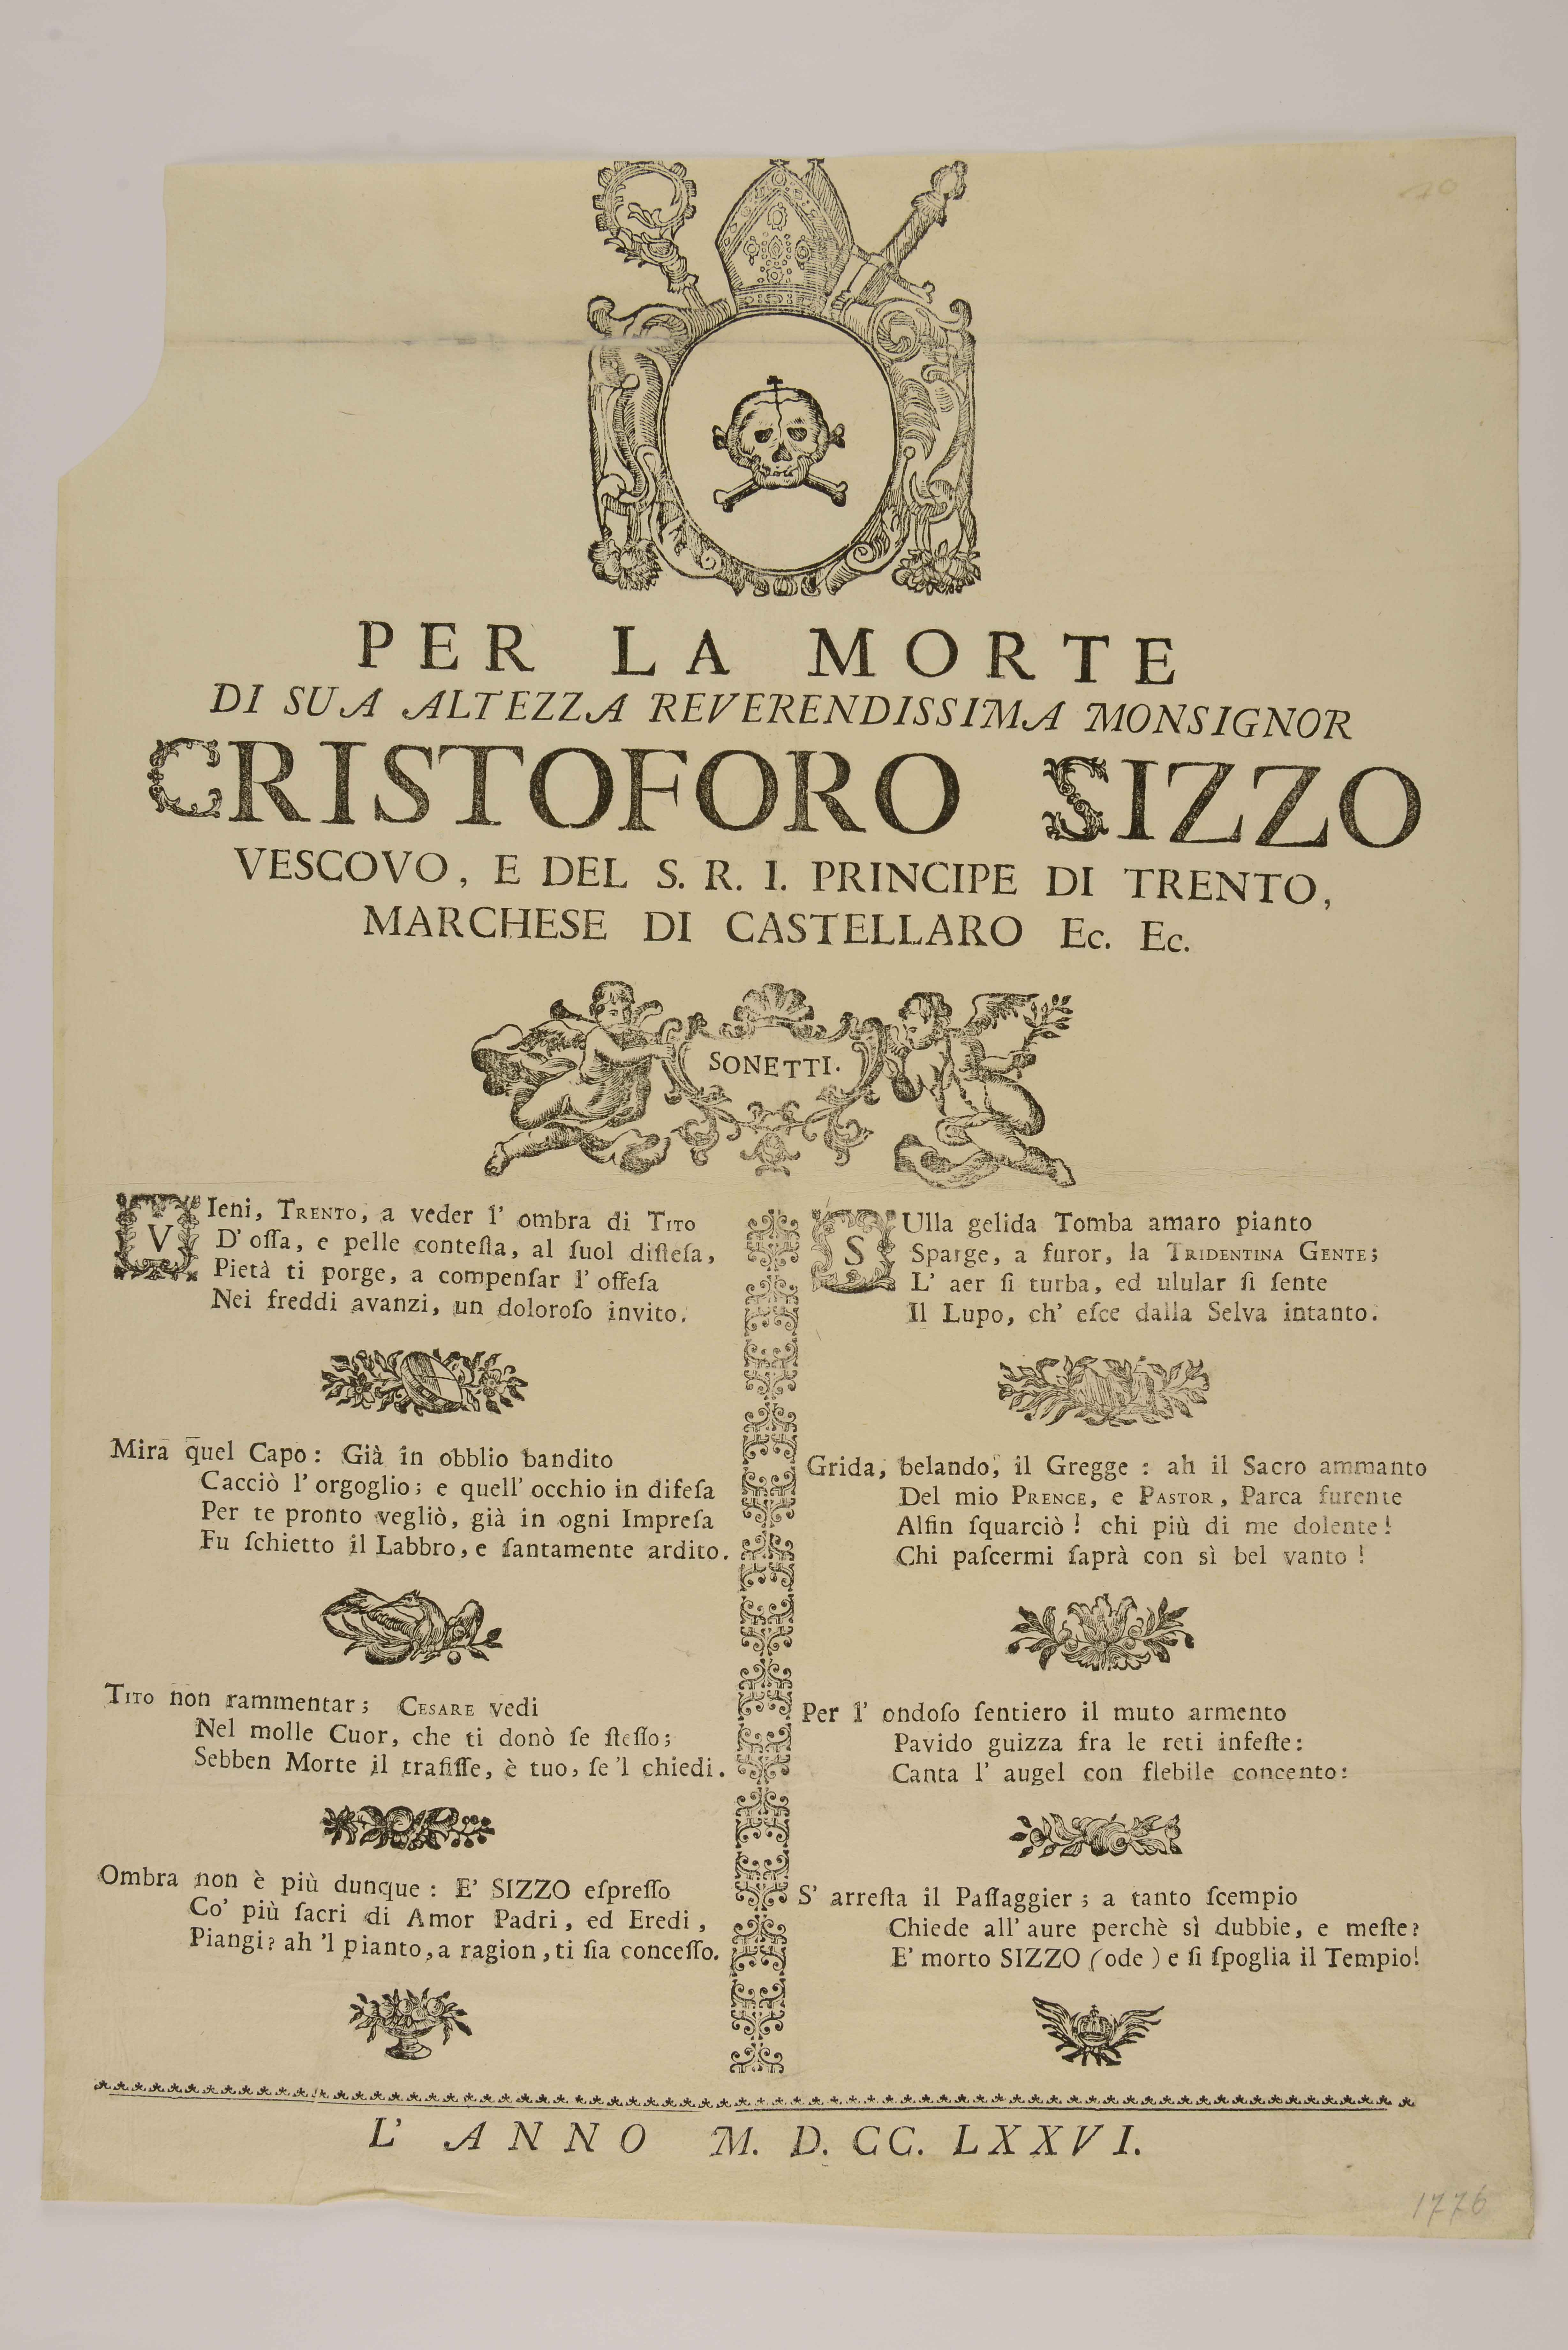 PER LA MORTE
DI SUA ALTEZZA REVERENDISSIMA MONSIGNOR
CRISTOFORO SIZZO
VESCOVO, E DEL S. R. I. PRINCIPE DI TRENTO,
MARCHESE DI CASTELLARO Ec. Ec.
SONETTI.
VIeni, TRENTO, a veder l' ombra di TITO
D' oſſa, e pelle conteſta, al ſuol diſteſa,
Pietà ti porge, a compenſar l' offeſa
Nei freddi avanzi, un doloroſo invito.
Mira quel Capo: Già in obblio bandito
Cacciò l' orgoglio; e quell' occhio in difeſa
Per te pronto vegliò, già in ogni Impreſa
Fu ſchietto il Labbro, e ſantamente ardito.
TITO non rammentar; CESARE vedi
Nel molle Cuor, che ti donò ſe ſteſſo;
Sebben Morte il trafiſſe, è tuo, ſe 'l chiedi.
Ombra non è più dunque: E' SIZZO eſpreſſo
Co' più ſacri di Amor Padri, ed Eredi,
Piangi? ah 'l pianto, a ragion, ti ſia conceſſo.
SUlla gelida Tomba amaro pianto
Sparge, a furor, la TRIDENTINA GENTE;
L' aer ſi turba, ed ulular ſi ſente
Il Lupo, ch' eſce dalla Selva intanto.
Grida, belando, il Gregge: ah il Sacro ammanto
Del mio PRENCE, e PASTOR, Parca furente
Alfin ſquarciò! chi più di me dolente!
Chi paſcermi ſaprà con sì bel vanto!
Per l' ondoſo ſentiero il muto armento
Pavido guizza fra le reti infeſte:
Canta l' augel con flebile concento:
S' arreſta il Paſſaggier; a tanto ſcempio
Chiede all' aure perchè sì dubbie, e meſte?
E' morto SIZZO (ode) e ſi ſpoglia il Tempio!
L' ANNO M. D. CC. LXXVI.
1776